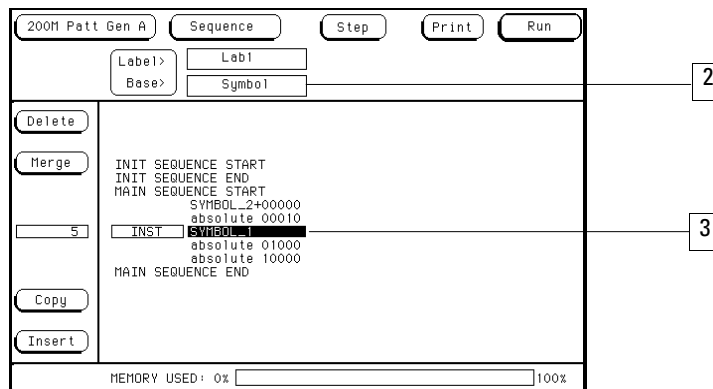 200M Patt Gen A Sequence Step Print Run
Label> Lab1
Base> Symbol
2
Delete
Merge
INIT SEQUENCE START
INIT SEQUENCE END
MAIN SEQUENCE START
SYMBOL_2+00000
absolute 00010
5 INST SYMBOL_1
3
absolute 01000
absolute 10000
MAIN SEQUENCE END
Copy
Insert
MEMORY USED: 0% 100%